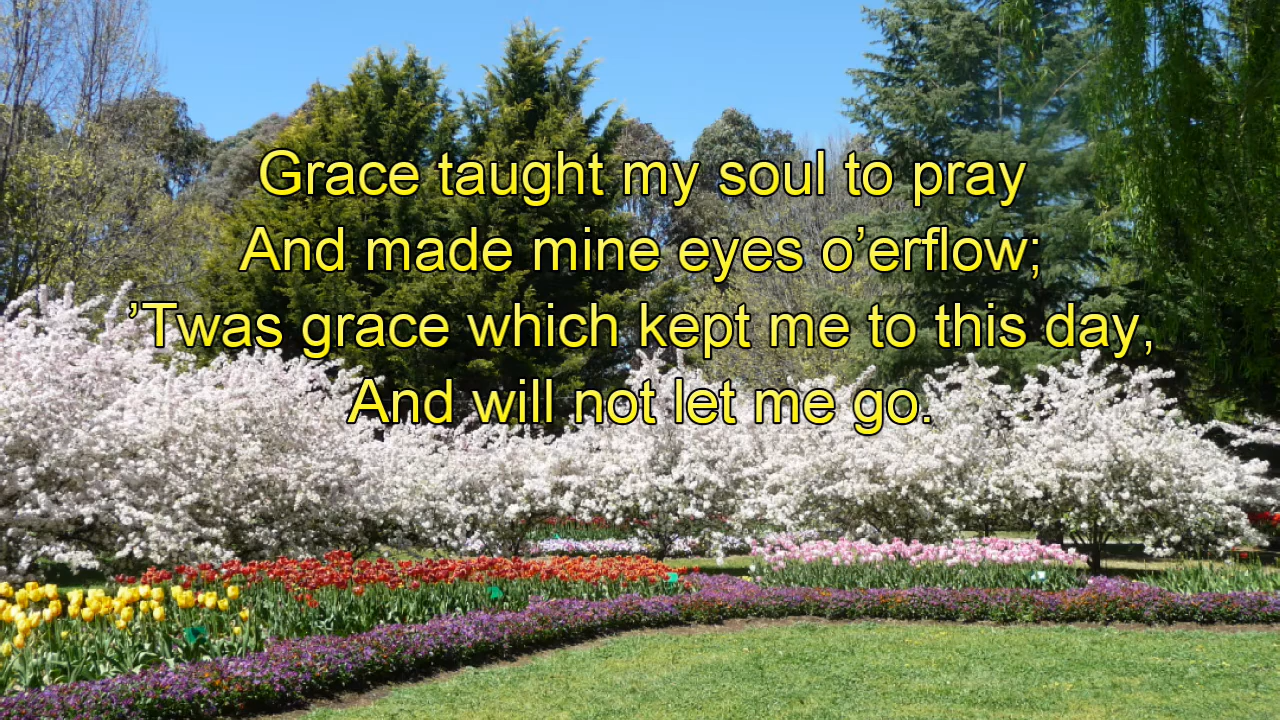 Grace taught my soul to pray
And made mine eyes o’erflow;
’Twas grace which kept me to this day,
And will not let me go.